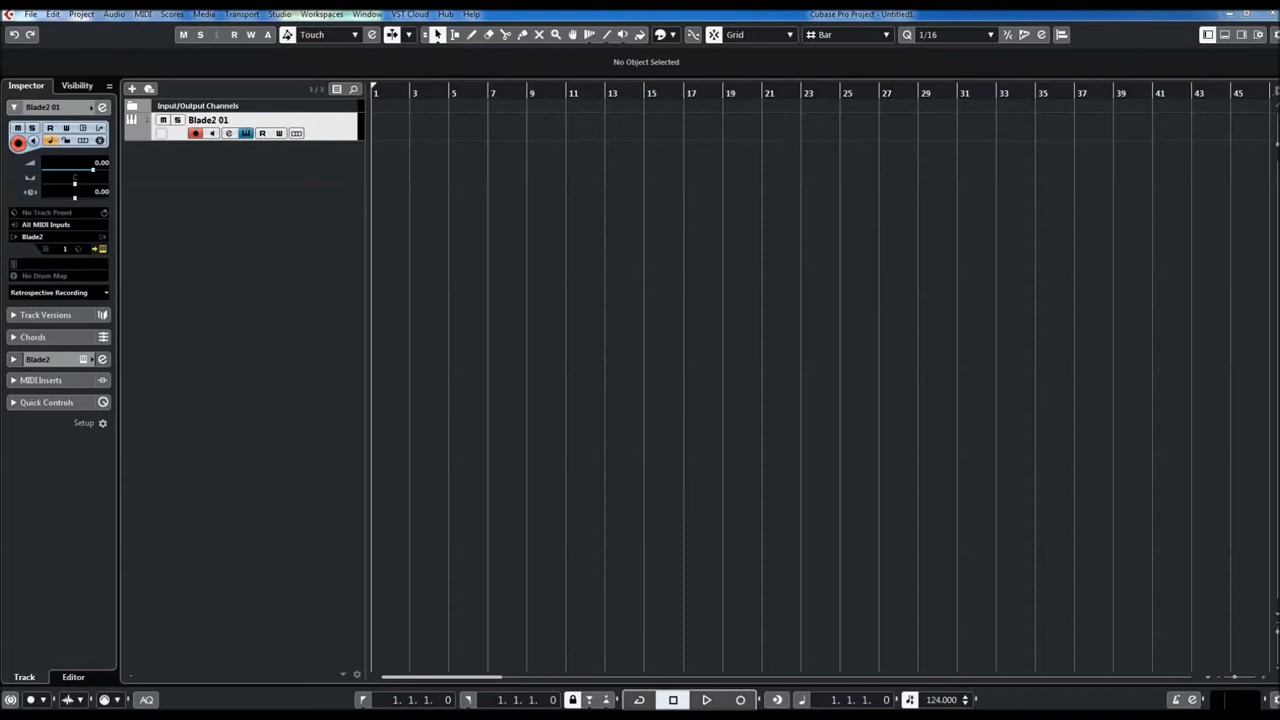 File Edit Project Audio MIDI Scores Media Transport Studio Workspaces Window VST Cloud Hub Help
Cubase Pro Project - Untitled1
M S L R W A Touch Grid Bar Q 1/16
No Object Selected
Inspector Visibility
3 / 3
1 3 5 7 9 11 13 15 17 19 21 23 25 27 29 31 33 35 37 39 41 43 45
Blade2 01
Input/Output Channels
1 M S Blade2 01
R W
M S R W
0.00
C
0.00
No Track Preset
All MIDI Inputs
Blade2
1
No Drum Map
Retrospective Recording
Track Versions
Chords
Blade2
MIDI Inserts
Quick Controls
Setup
Track Editor
AQ
1. 1. 1. 0
1. 1. 1. 0
1. 1. 1. 0
124.000